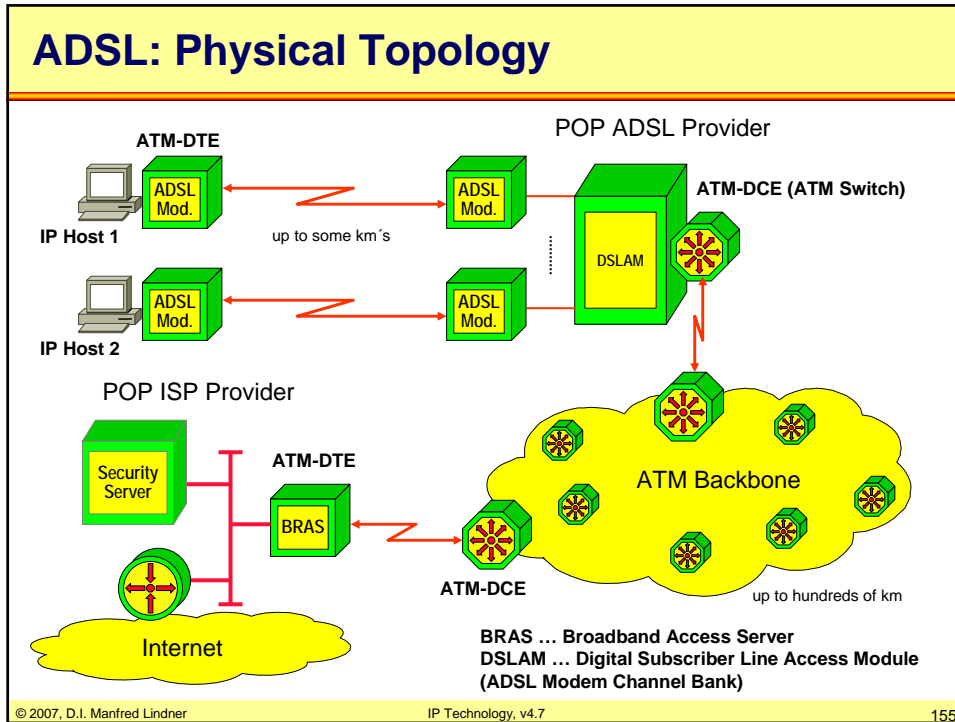 ADSL: Physical Topology
POP ADSL Provider
ATM-DTE
ADSL
Mod.
IP Host 1
up to some km´s
ADSL
Mod.
DSLAM
ATM-DCE (ATM Switch)
ADSL
Mod.
IP Host 2
ADSL
Mod.
POP ISP Provider
Security
Server
ATM-DTE
BRAS
ATM-DCE
ATM Backbone
up to hundreds of km
Internet
BRAS … Broadband Access Server
DSLAM … Digital Subscriber Line Access Module
(ADSL Modem Channel Bank)
© 2007, D.I. Manfred Lindner
IP Technology, v4.7
155